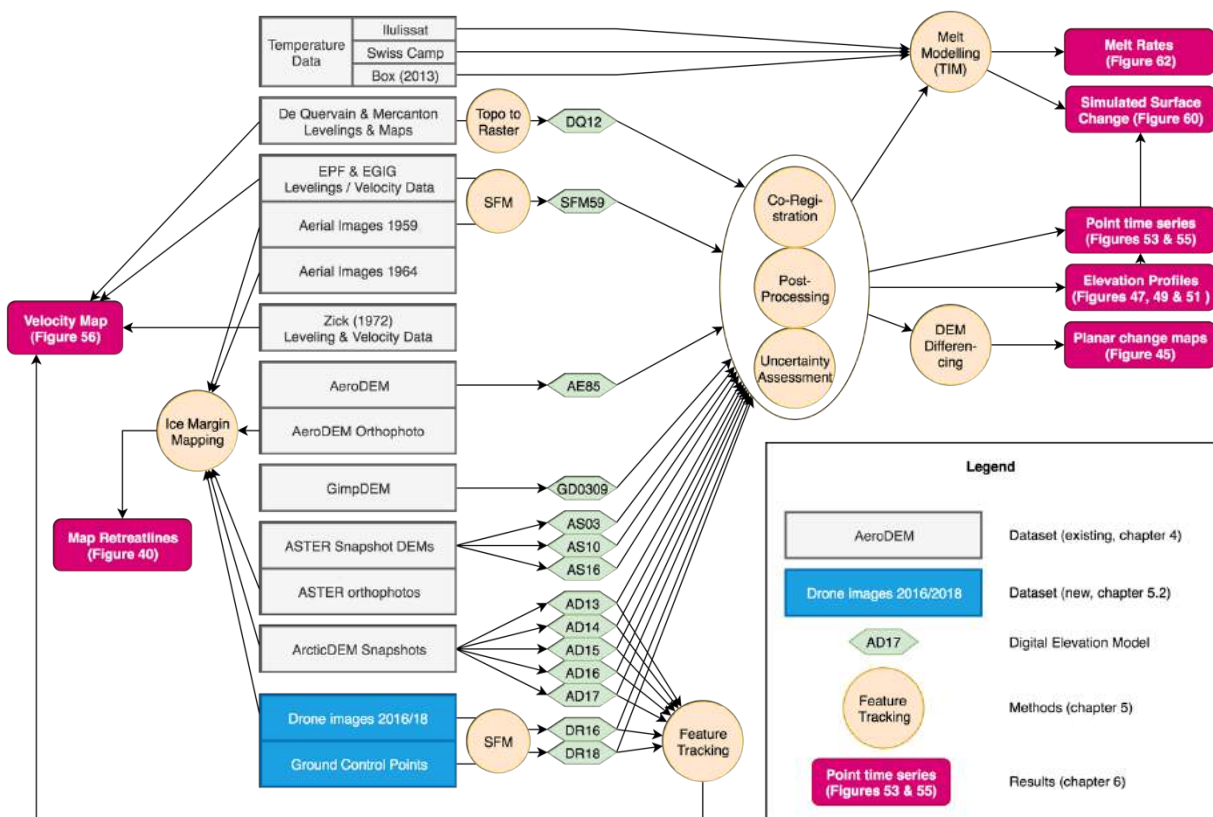 Temperature
Data
Ilulissat
Swiss Camp
Box (2013)
Melt
Modelling
(TIM)
Melt Rates
(Figure 62)
Simulated Surface
Change (Figure 60)
De Quervain & Mercanton
Levelings & Maps
Topo to
Raster
DQ12
EPF & EGIG
Levelings / Velocity Data
SFM
SFM59
Aerial Images 1959
Aerial Images 1964
Co-Regi-
stration
Post-
Processing
Uncertainty
Assessment
Point time series
(Figures 53 & 55)
Elevation Profiles
(Figures 47, 49 & 51 )
DEM
Differen-
cing
Planar change maps
(Figure 45)
Velocity Map
(Figure 56)
Zick (1972)
Leveling & Velocity Data
AeroDEM
AE85
Ice Margin
Mapping
AeroDEM Orthophoto
GimpDEM
GD0309
Map Retreatlines
(Figure 40)
ASTER Snapshot DEMs
AS03
AS10
AS16
ASTER orthophotos
ArcticDEM Snapshots
AD13
AD14
AD15
AD16
AD17
Drone images 2016/18
Ground Control Points
SFM
DR16
DR18
Feature
Tracking
Legend
AeroDEM
Dataset (existing, chapter 4)
Drone images 2016/2018
Dataset (new, chapter 5.2)
AD17
Digital Elevation Model
Feature
Tracking
Methods (chapter 5)
Point time series
(Figures 53 & 55)
Results (chapter 6)